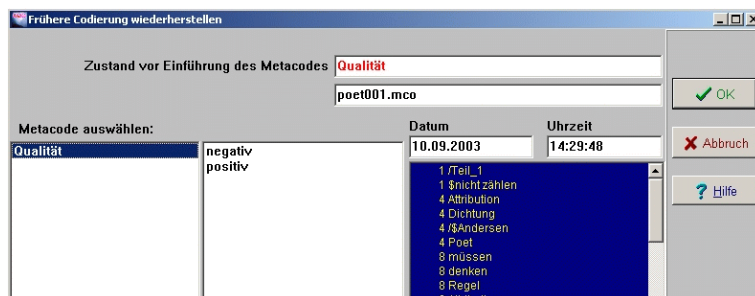 Frühere Codierung wiederherstellen
Zustand vor Einführung des Metacodes Qualität
poet001.mco
OK
Metacode auswählen:
Datum
Uhrzeit
10.09.2003
14:29:48
Abbruch
Qualität
negativ
positiv
1 /Teil_1
1 $nicht zählen
4 Attribution
4 Dichtung
4 /$Andersen
4 Poet
8 müssen
8 denken
8 Regel
Hilfe